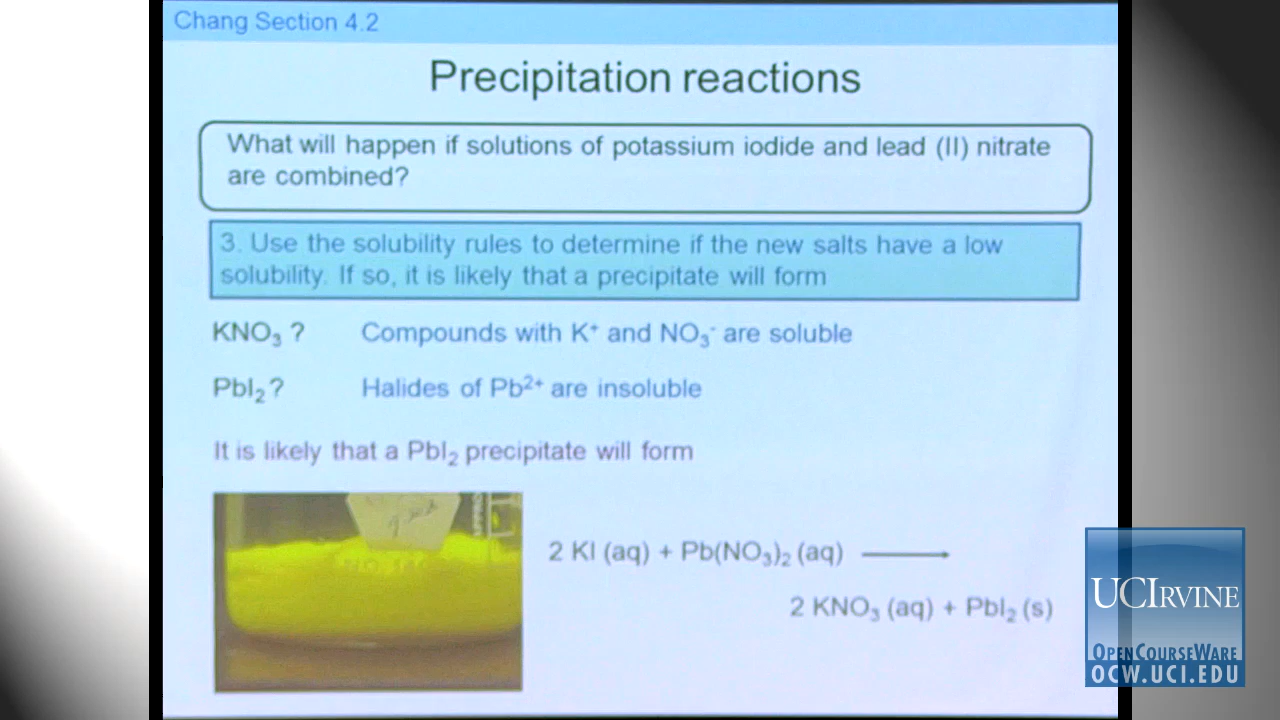 Chang Section 4.2
Precipitation reactions
What will happen if solutions of potassium iodide and lead (II) nitrate
are combined?
3. Use the solubility rules to determine if the new salts have a low
solubility. If so, it is likely that a precipitate will form
KNO₃ ? Compounds with K⁺ and NO₃⁻ are soluble
PbI₂ ? Halides of Pb²⁺ are insoluble
It is likely that a PbI₂ precipitate will form
2 KI (aq) + Pb(NO₃)₂ (aq) ⟶
2 KNO₃ (aq) + PbI₂ (s)
UCIRVINE
OPENCOURSEWARE
OCW.UCI.EDU